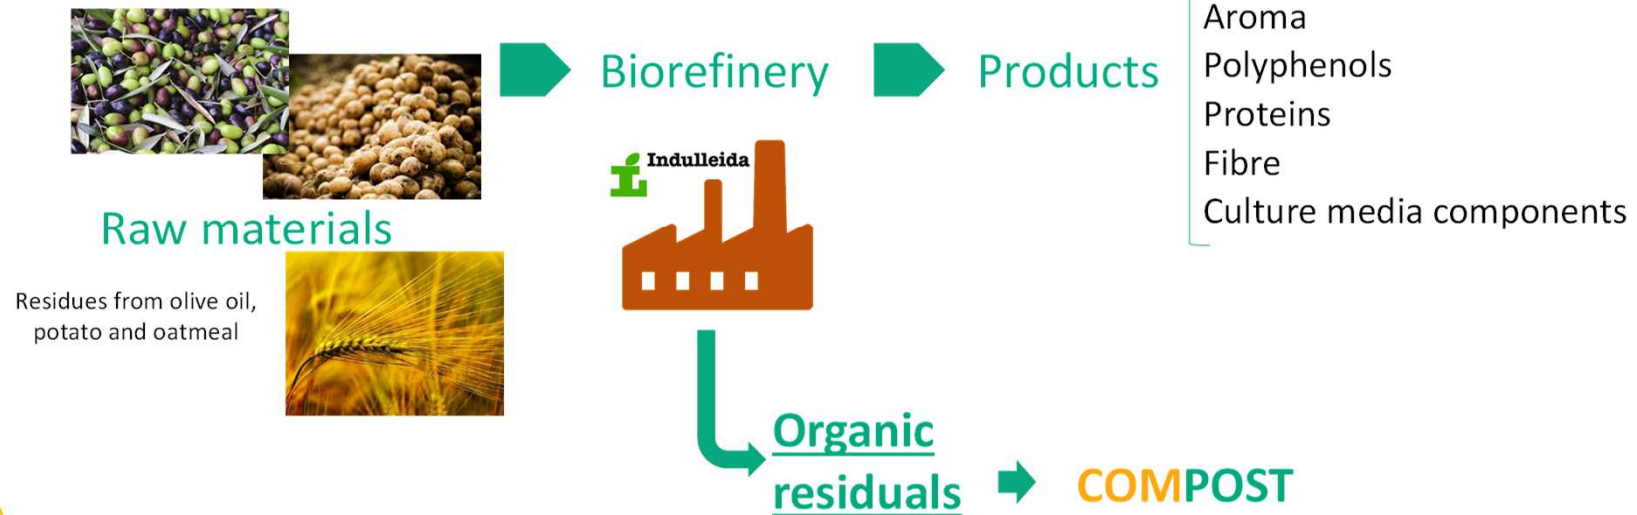 Raw materials
Residues from olive oil,
potato and oatmeal
Biorefinery
Indulleida
Products
Aroma
Polyphenols
Proteins
Fibre
Culture media components
Organic
residuals
COMPOST